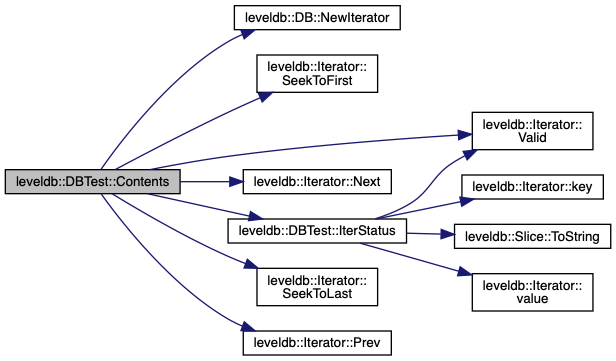 leveldb::DB::NewIterator
leveldb::Iterator::
SeekToFirst
leveldb::Iterator::
Valid
leveldb::DBTest::Contents
leveldb::Iterator::Next
leveldb::Iterator::key
leveldb::DBTest::IterStatus
leveldb::Slice::ToString
leveldb::Iterator::
SeekToLast
leveldb::Iterator::
value
leveldb::Iterator::Prev